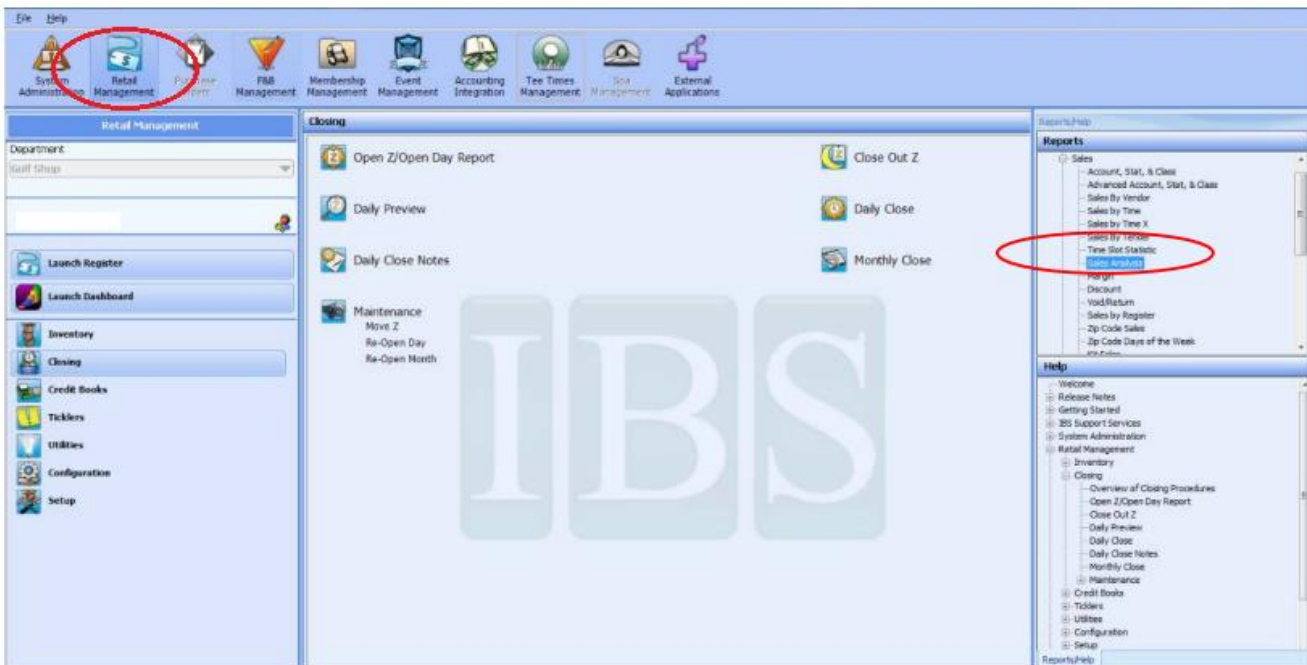 File Help
System Administration
Retail Management
F&B Management
Membership Management
Event Management
Accounting Integration
Tee Times Management
Spa Management
External Applications
Retail Management
Department
Golf Shop
Launch Register
Launch Dashboard
Inventory
Closing
Credit Books
Ticklers
Utilities
Configuration
Setup
Closing
Open Z/Open Day Report
Close Out Z
Daily Preview
Daily Close
Daily Close Notes
Monthly Close
Maintenance
Move Z
Re-Open Day
Re-Open Month
IBS
Reports/Help
Reports
Sales
Account, Stat, & Class
Advanced Account, Stat, & Class
Sales By Vendor
Sales by Time
Sales by Time X
Sales By Tender
Time Slot Statistic
Sales Analysis
Margin
Discount
Void/Return
Sales by Register
Zip Code Sales
Zip Code Days of the Week
Kit Sales
Help
Welcome
Release Notes
Getting Started
IBS Support Services
System Administration
Retail Management
Inventory
Closing
Overview of Closing Procedures
Open Z/Open Day Report
Close Out Z
Daily Preview
Daily Close
Daily Close Notes
Monthly Close
Maintenance
Credit Books
Ticklers
Utilities
Configuration
Setup
Reports/Help